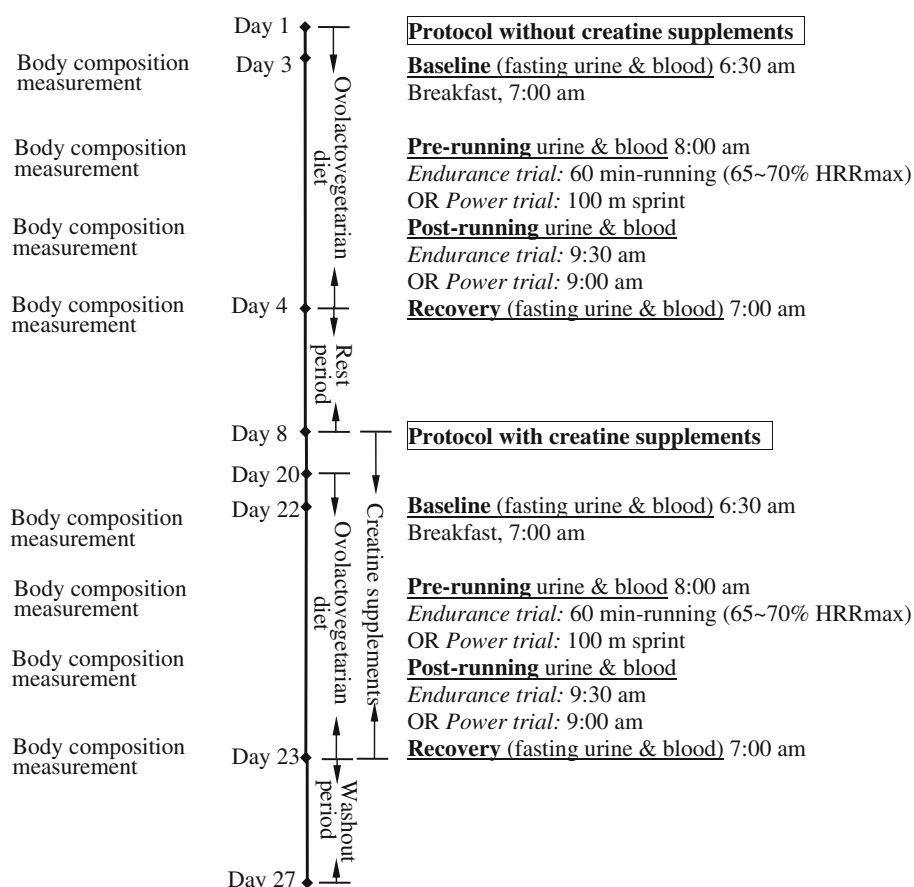 Day 1
Protocol without creatine supplements
Body composition
measurement
Day 3
Baseline (fasting urine & blood) 6:30 am
Breakfast, 7:00 am
Ovolactovegetarian
diet
Body composition
measurement
Pre-running urine & blood 8:00 am
Endurance trial: 60 min-running (65~70% HRRmax)
OR Power trial: 100 m sprint
Body composition
measurement
Post-running urine & blood
Endurance trial: 9:30 am
OR Power trial: 9:00 am
Body composition
measurement
Day 4
Recovery (fasting urine & blood) 7:00 am
Rest
period
Day 8
Protocol with creatine supplements
Day 20
Body composition
measurement
Day 22
Baseline (fasting urine & blood) 6:30 am
Breakfast, 7:00 am
Ovolactovegetarian
diet
Creatine supplements
Body composition
measurement
Pre-running urine & blood 8:00 am
Endurance trial: 60 min-running (65~70% HRRmax)
OR Power trial: 100 m sprint
Body composition
measurement
Post-running urine & blood
Endurance trial: 9:30 am
OR Power trial: 9:00 am
Body composition
measurement
Day 23
Recovery (fasting urine & blood) 7:00 am
Washout
period
Day 27